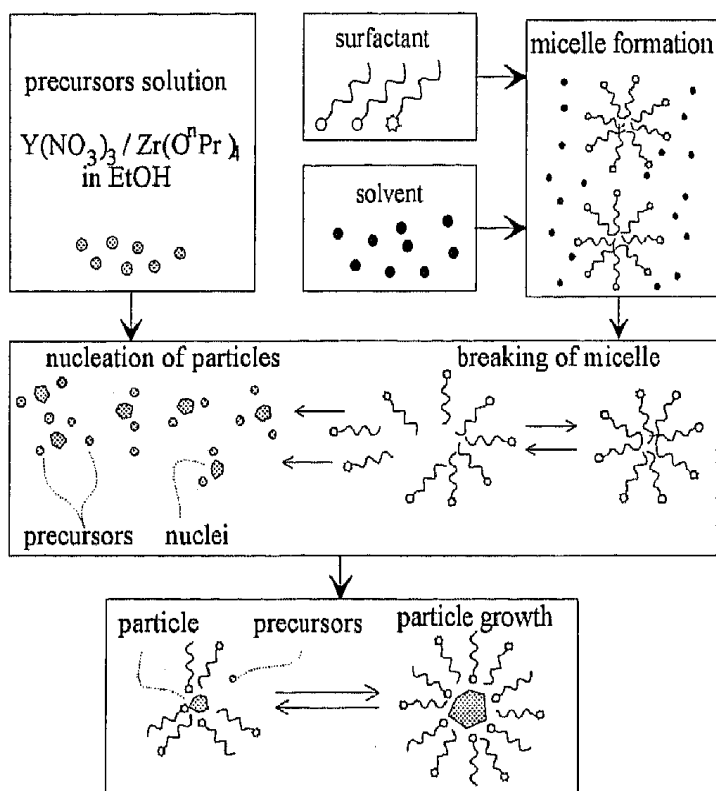 precursors solution
Y(NO₃)₃ / Zr(OⁿPr)₄
in EtOH
surfactant
solvent
micelle formation
nucleation of particles
breaking of micelle
precursors
nuclei
particle
precursors
particle growth